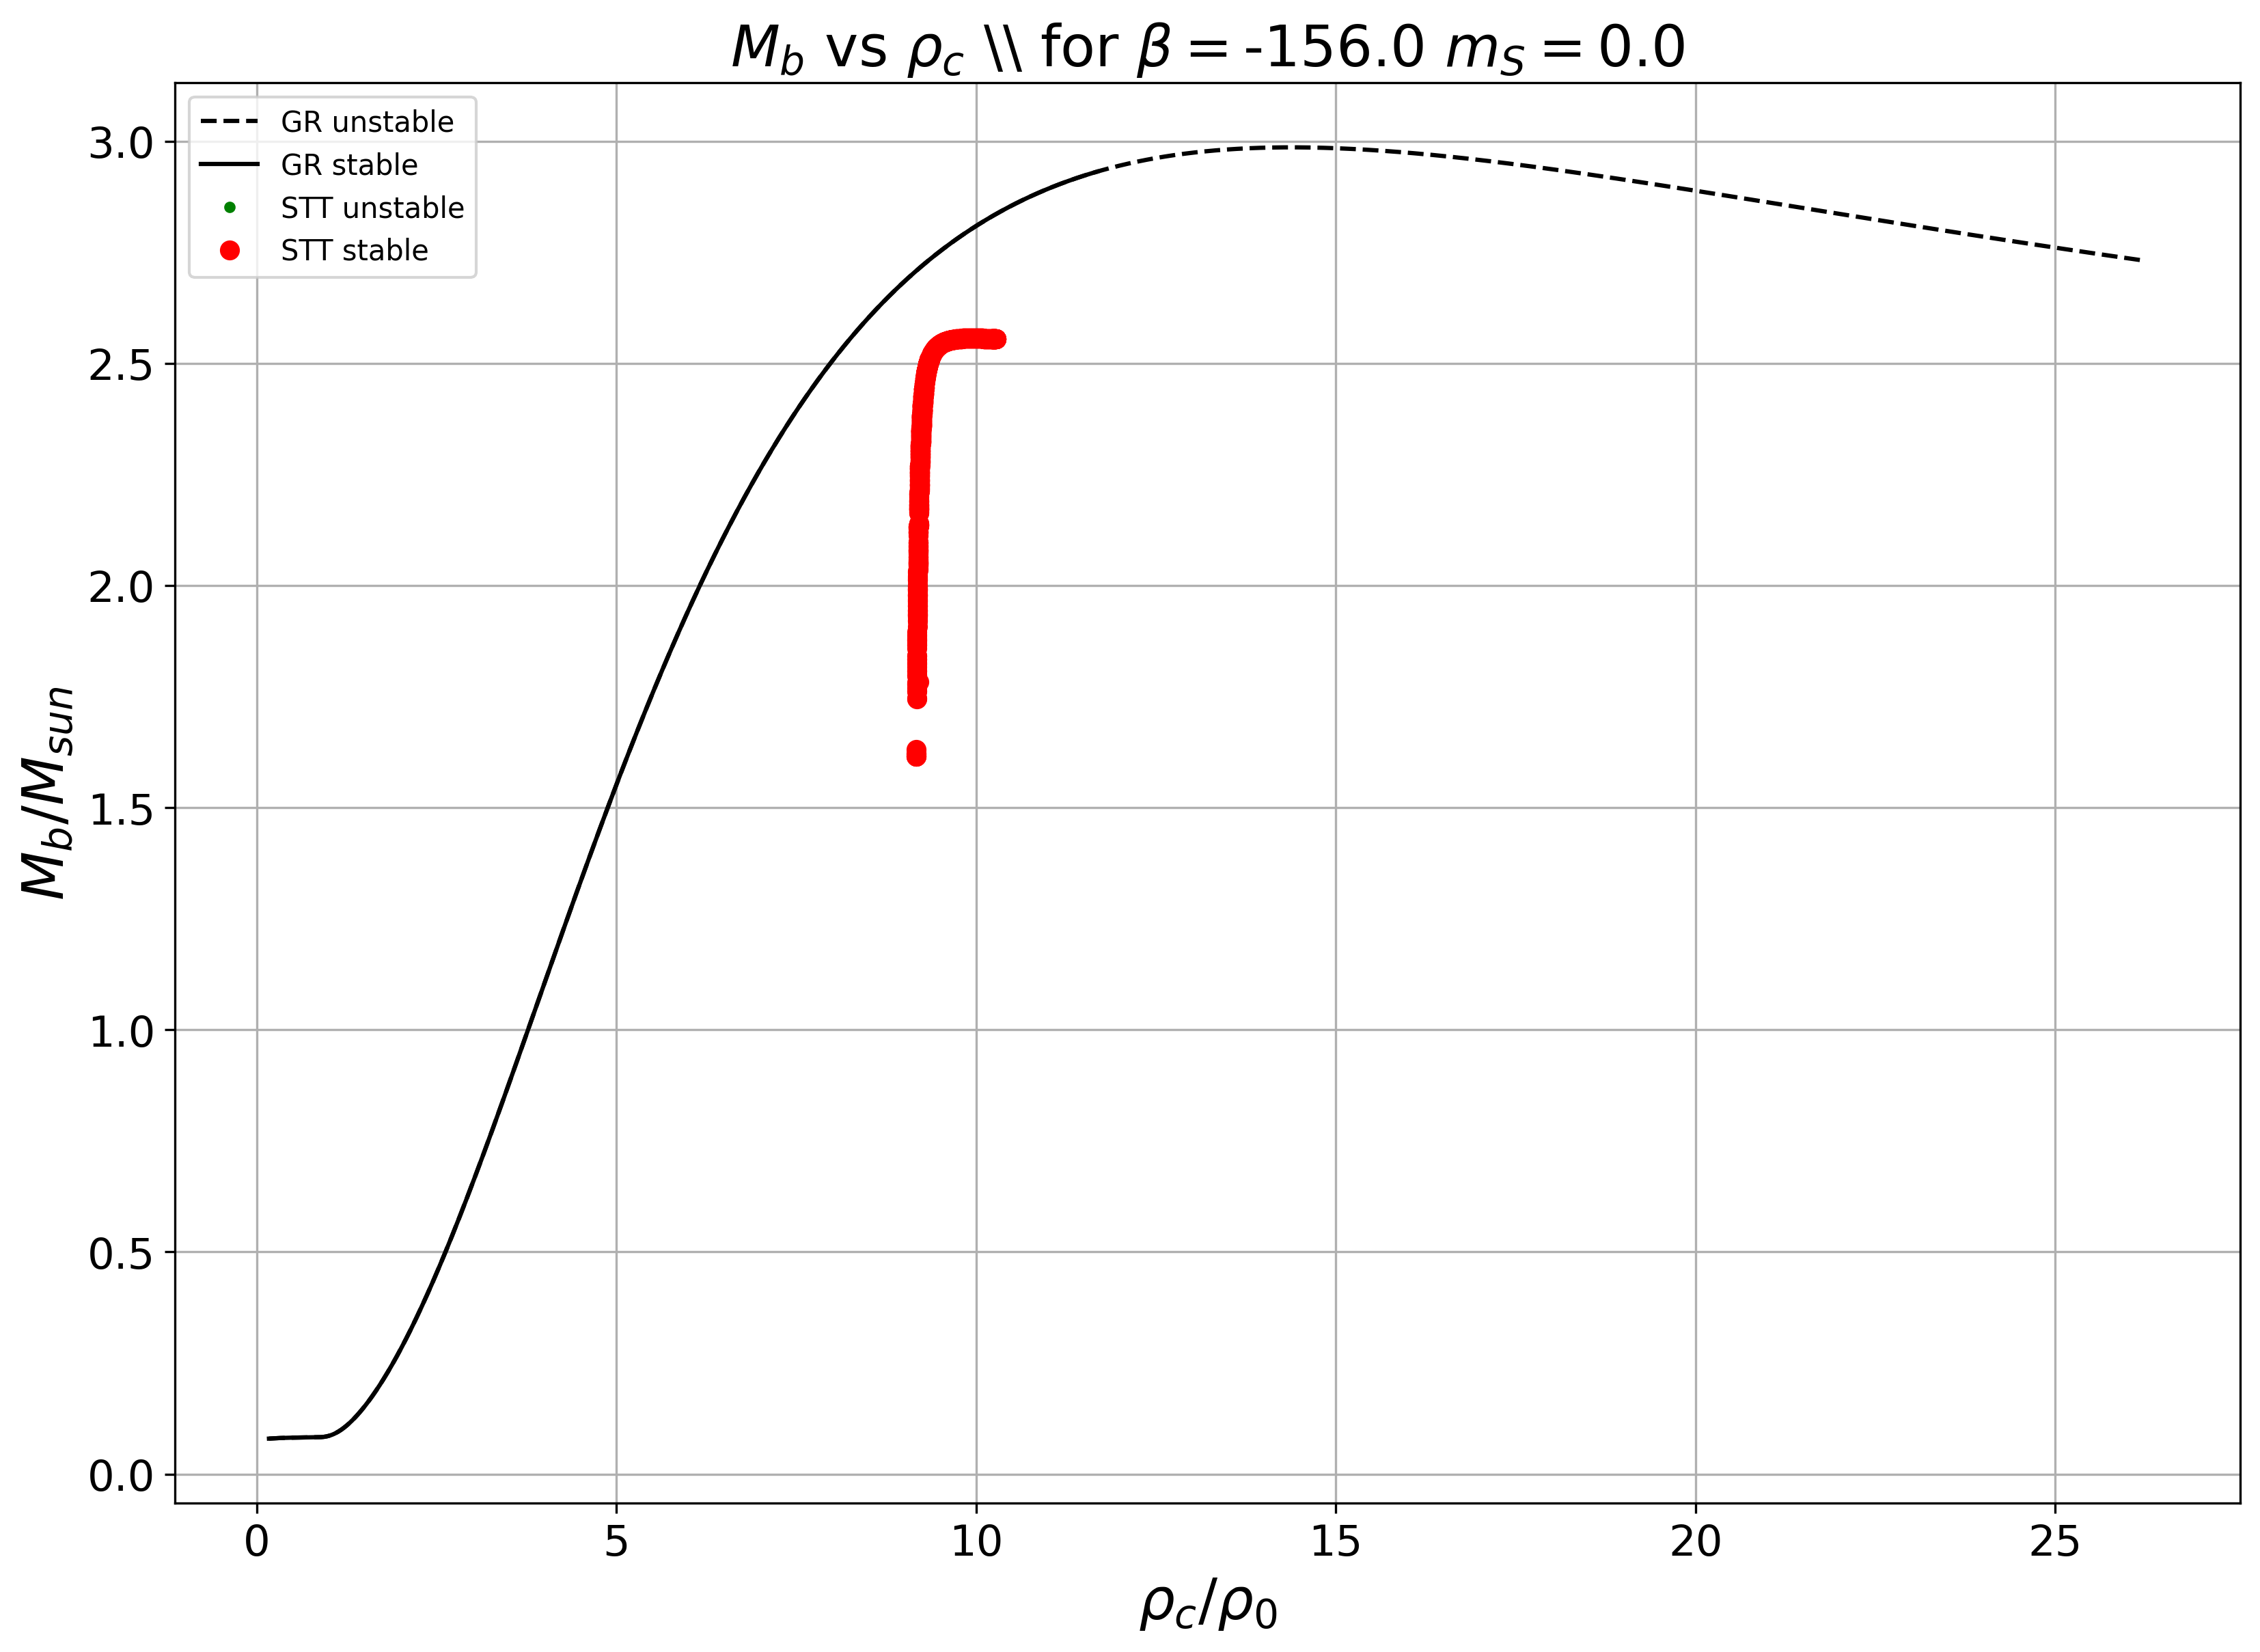 M_b vs ρ_c \\ for β = -156.0 m_S = 0.0
GR unstable
GR stable
STT unstable
STT stable
3.0
2.5
2.0
1.5
1.0
0.5
0.0
M_b/M_sun
0 5 10 15 20 25
ρ_c/ρ_0